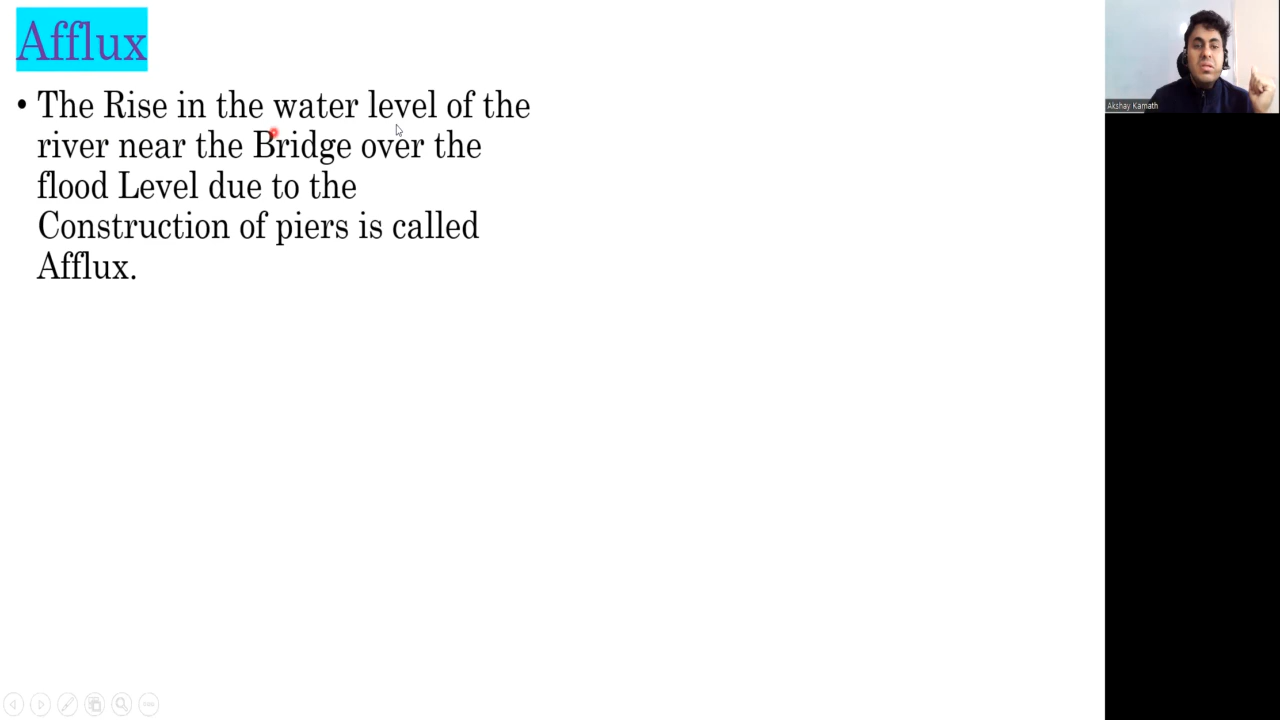 Afflux
• The Rise in the water level of the
river near the Bridge over the
flood Level due to the
Construction of piers is called
Afflux.
Akshay Kamath